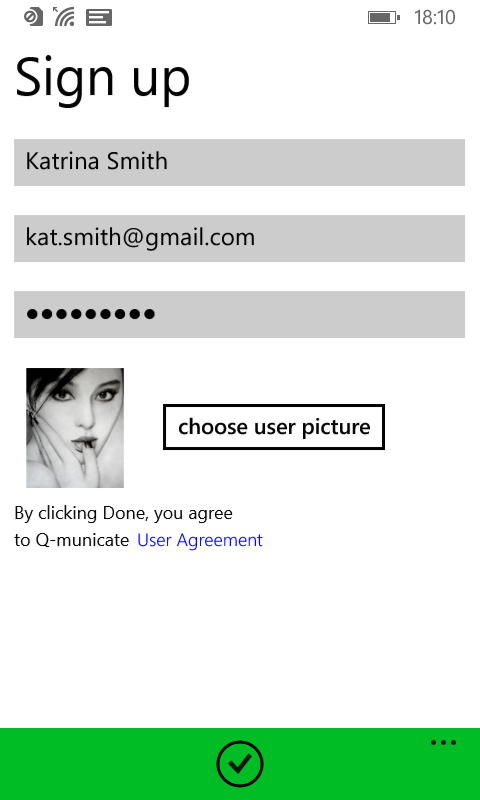 18:10
Sign up
Katrina Smith
kat.smith@gmail.com
●●●●●●●●●
choose user picture
By clicking Done, you agree
to Q-municate User Agreement